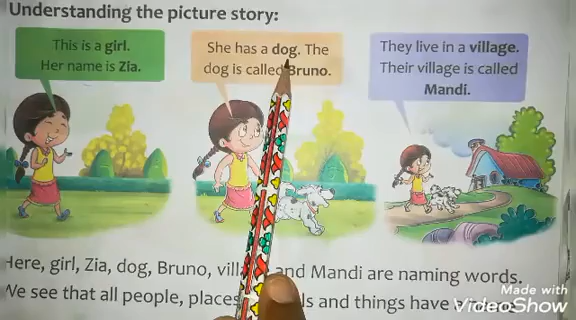 Understanding the picture story:
This is a girl.
Her name is Zia.
She has a dog. The
dog is called Bruno.
They live in a village.
Their village is called
Mandi.
Here, girl, Zia, dog, Bruno, and Mandi are naming words.
We see that all people, places and things have
Made with
VideoShow